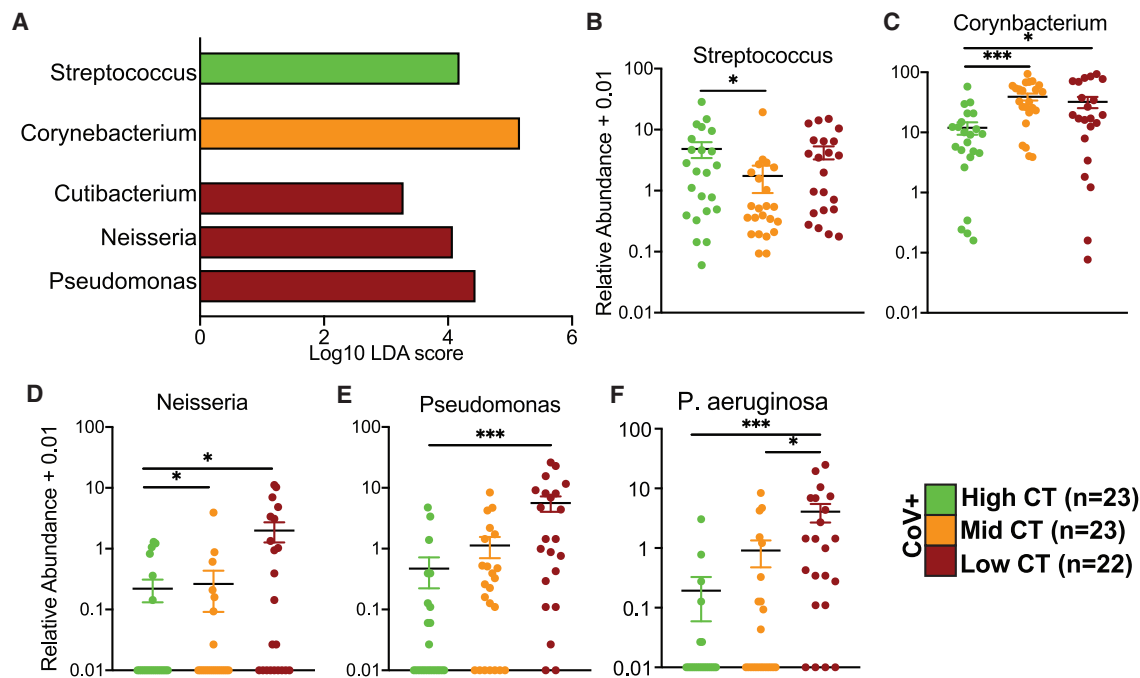 A
Streptococcus
Corynebacterium
Cutibacterium
Neisseria
Pseudomonas
0 2 4 6
Log10 LDA score
B
Streptococcus
*
Relative Abundance + 0.01
100
10
1
0.1
0.01
C
Corynbacterium
*
***
100
10
1
0.1
0.01
D
Neisseria
*
*
Relative Abundance + 0.01
100
10
1
0.1
0.01
E
Pseudomonas
***
100
10
1
0.1
0.01
F
P. aeruginosa
***
*
100
10
1
0.1
0.01
CoV+
High CT (n=23)
Mid CT (n=23)
Low CT (n=22)